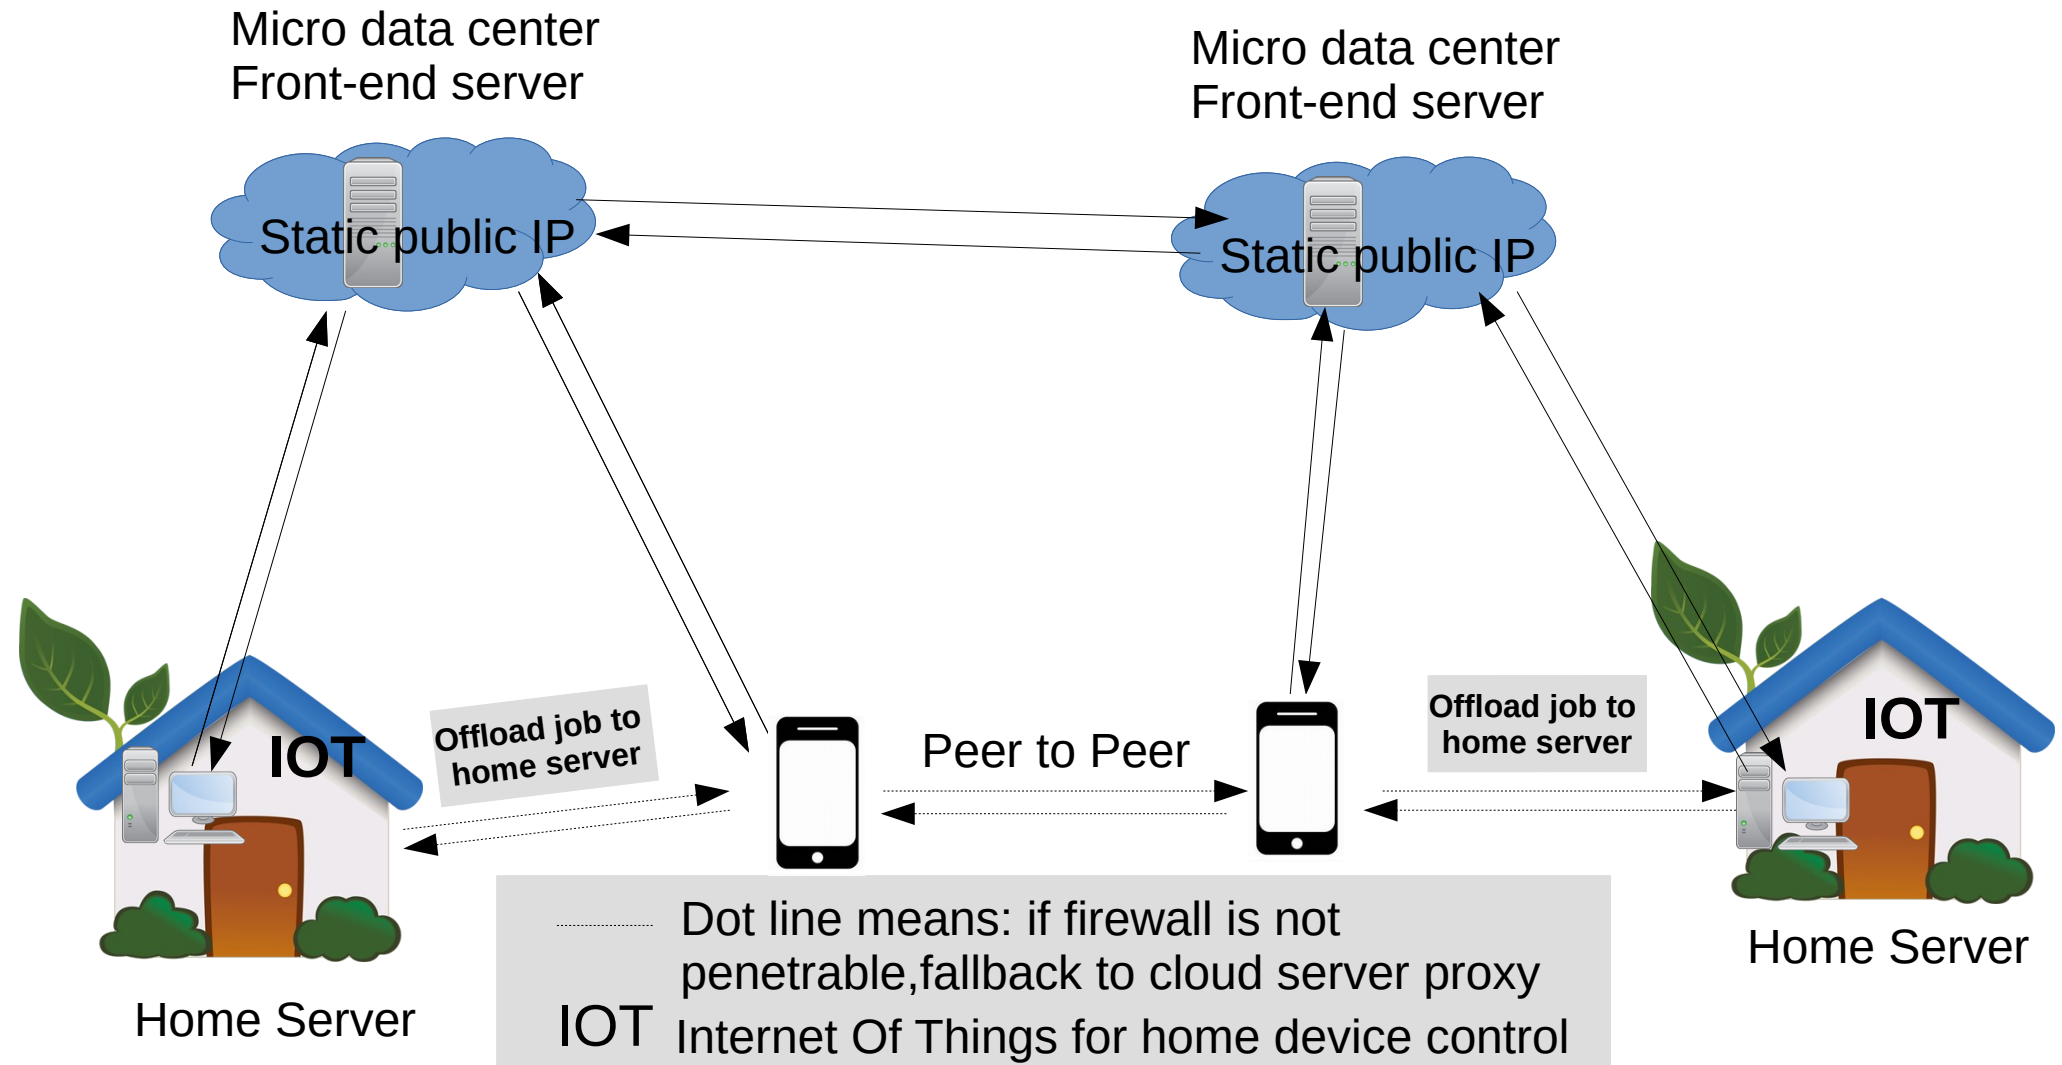 Micro data center
Front-end server
Micro data center
Front-end server
Static public IP
Static public IP
Offload job to
home server
IOT
Peer to Peer
Offload job to
home server
IOT
Dot line means: if firewall is not
penetrable,fallback to cloud server proxy
IOT Internet Of Things for home device control
Home Server
Home Server